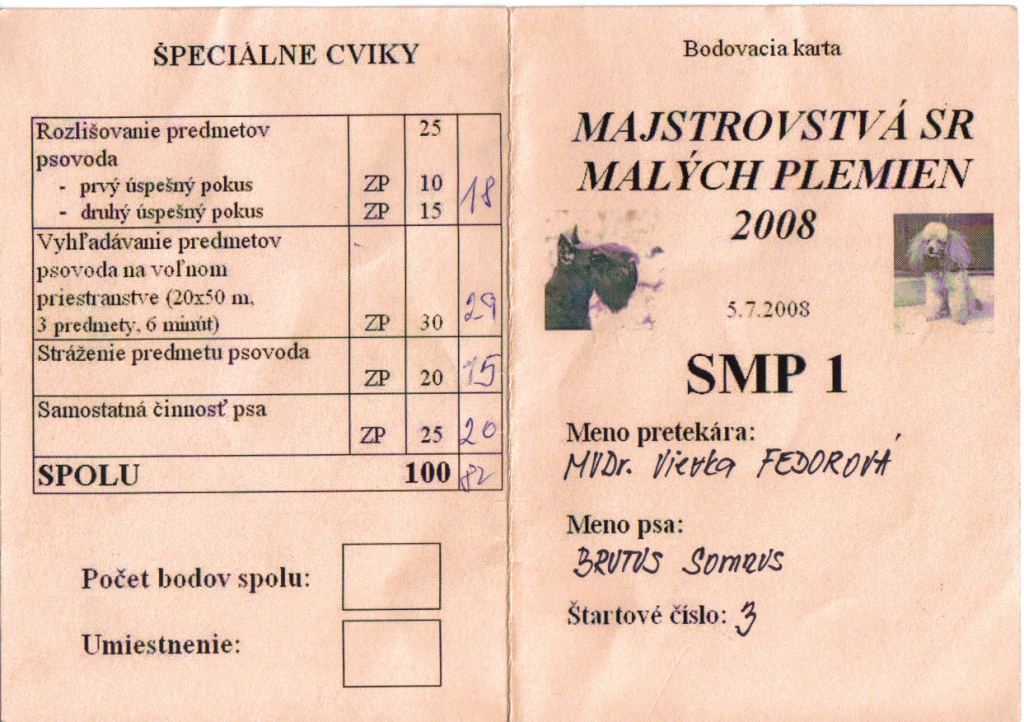 ŠPECIÁLNE CVIKY
Rozlišovanie predmetov 25
psovoda
- prvý úspešný pokus ZP 10
- druhý úspešný pokus ZP 15 18
Vyhľadávanie predmetov
psovoda na voľnom
priestranstve (20x50 m,
3 predmety, 6 minút) ZP 30 29
Stráženie predmetu psovoda
ZP 20 15
Samostatná činnosť psa
ZP 25 20
SPOLU 100 82
Počet bodov spolu:
Umiestnenie:
Bodovacia karta
MAJSTROVSTVÁ SR
MALÝCH PLEMIEN
2008
5.7.2008
SMP 1
Meno pretekára:
MVDr. Vierka FEDOROVÁ
Meno psa:
BRUTUS Somnus
Štartové číslo: 3